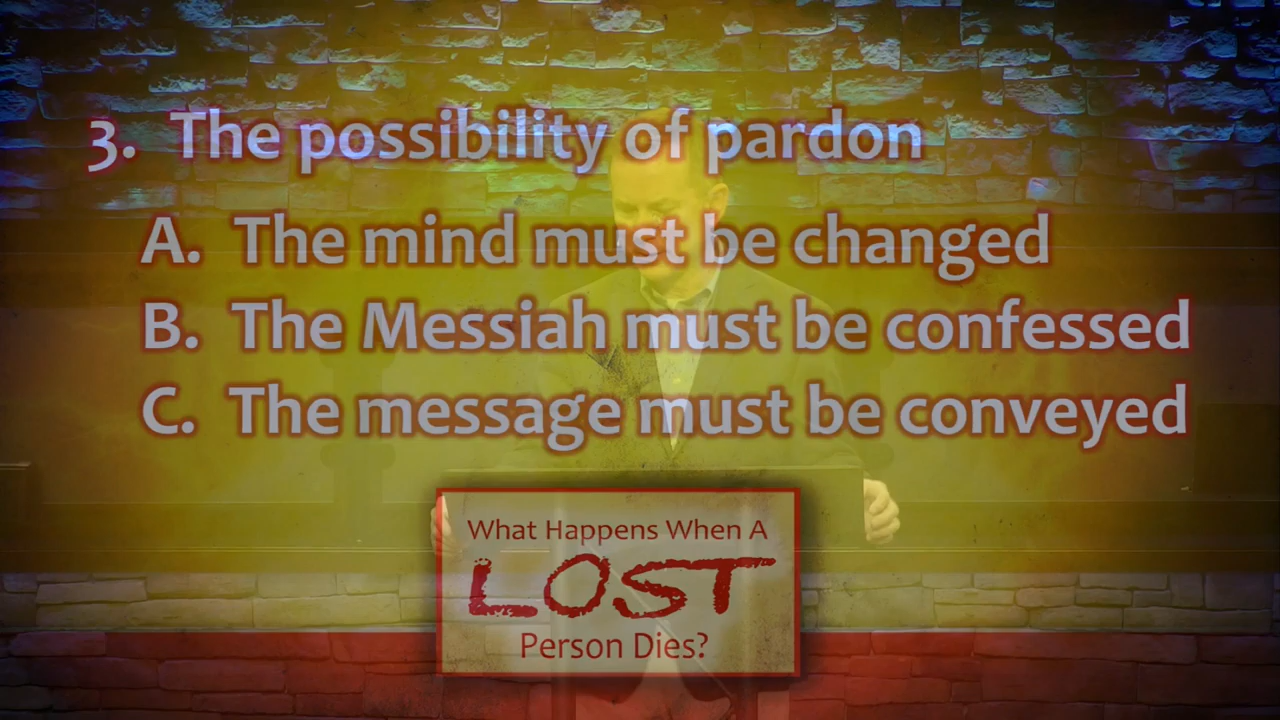 3. The possibility of pardon
A. The mind must be changed
B. The Messiah must be confessed
C. The message must be conveyed
What Happens When A
LOST
Person Dies?